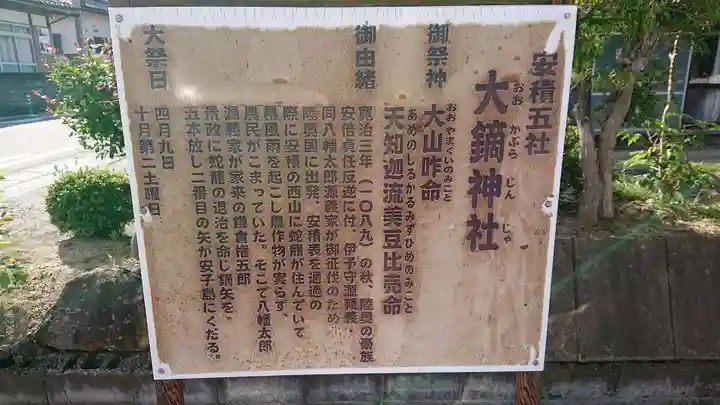 安積五社
大鏑神社
おお かぶら じん じゃ
御祭神
大山咋命
おおやまくいのみこと
天知迦流美豆比売命
あめのしるかるみずひめのみこと
御由緒
寛治三年(一〇八九)の秋、陸奥の豪族
安倍貞任反逆に付、伊予守源頼義・
同八幡太郎源義家が御征伐のため
陸奥国に出発、安積表を通過の
際に安積の西山に蛇龍が住んでいて
暴風雨を起こし農作物が実らず、
農民がこまっていた。そこで八幡太郎
源義家が家来の鎌倉権五郎
景政に蛇龍の退治を命じ鏑矢を、
五本放し二番目の矢が安子島にくだる。
大祭日
四月九日
十月第二土曜日